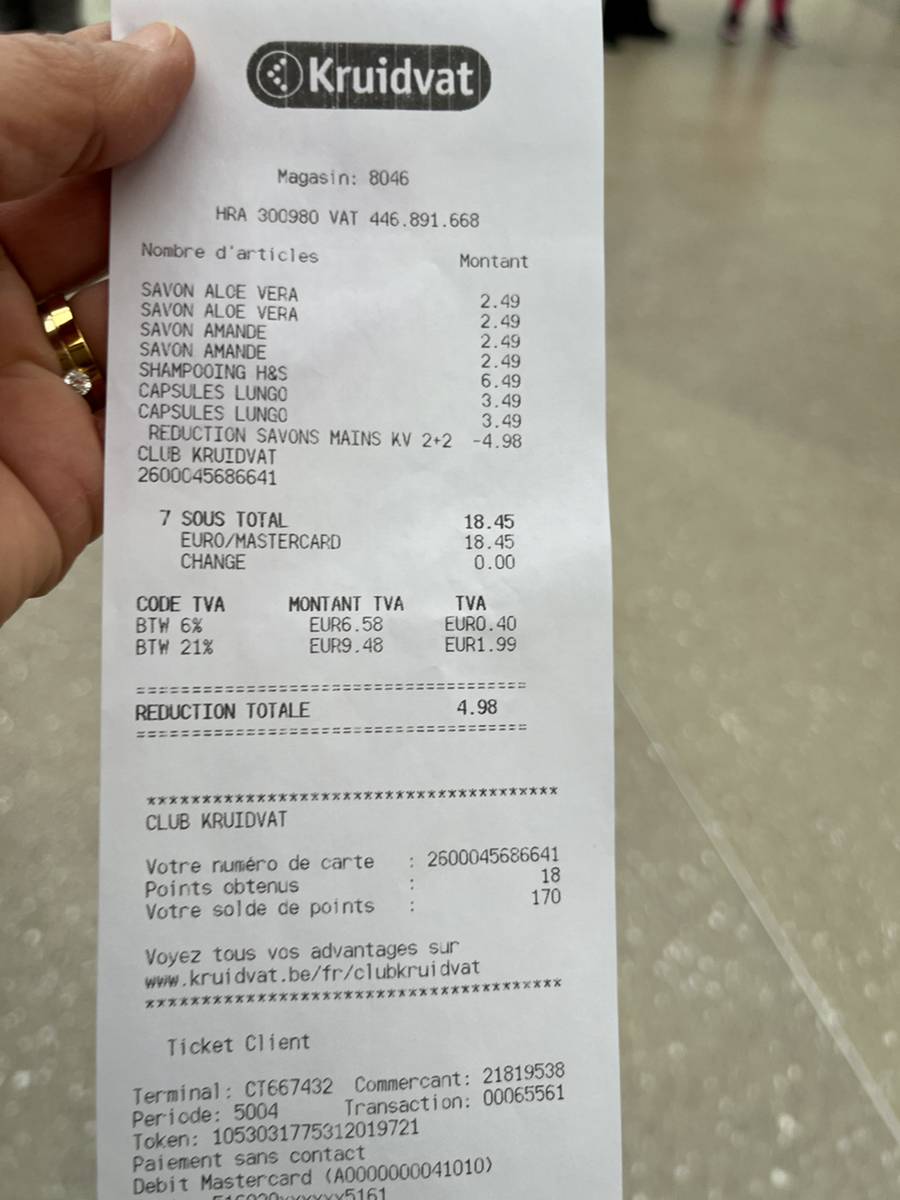 Kruidvat
Magasin: 8046
HRA 300980 VAT 446.891.668
Nombre d'articles Montant
SAVON ALOE VERA 2.49
SAVON ALOE VERA 2.49
SAVON AMANDE 2.49
SAVON AMANDE 2.49
SHAMPOOING H&S 6.49
CAPSULES LUNGO 3.49
CAPSULES LUNGO 3.49
REDUCTION SAVONS MAINS KV 2+2 -4.98
CLUB KRUIDVAT
2600045686641
7 SOUS TOTAL 18.45
EURO/MASTERCARD 18.45
CHANGE 0.00
CODE TVA MONTANT TVA TVA
BTW 6% EUR6.58 EUR0.40
BTW 21% EUR9.48 EUR1.99
======================================
REDUCTION TOTALE 4.98
======================================
**************************************
CLUB KRUIDVAT
Votre numéro de carte : 2600045686641
Points obtenus : 18
Votre solde de points : 170
Voyez tous vos advantages sur
www.kruidvat.be/fr/clubkruidvat
**************************************
Ticket Client
Terminal: CT667432 Commercant: 21819538
Periode: 5004 Transaction: 00065561
Token: 1053031775312019721
Paiement sans contact
Debit Mastercard (A0000000041010)